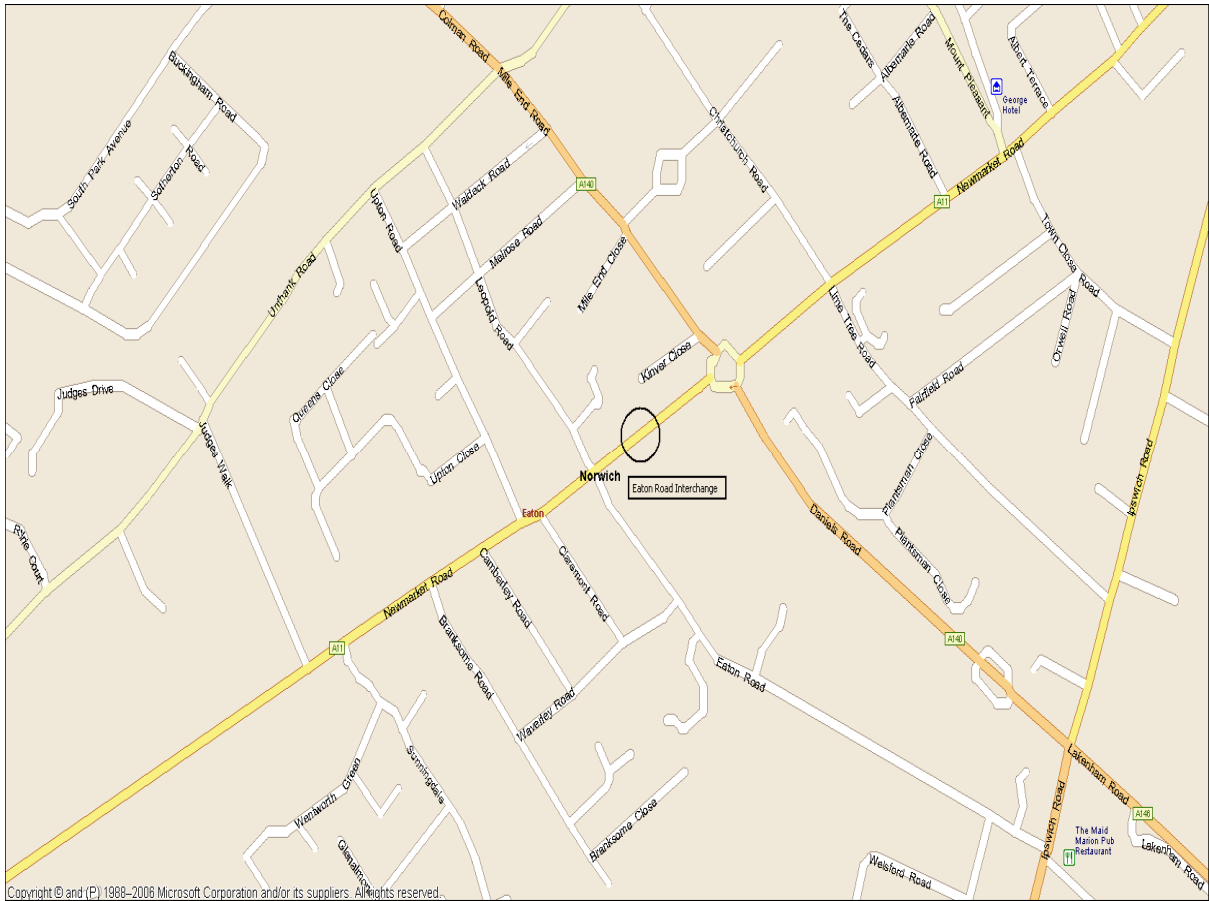 Colman Road
Mile End Road
The Cedars
Albemarle Road
Mount Pleasant
Albert Terrace
George
Hotel
Buckingham Road
South Park Avenue
Sotherton Road
Christchurch Road
Albemarle Road
Newmarket Road
A11
A140
Waldeck Road
Upton Road
Melrose Road
Leopold Road
Mile End Close
Unthank Road
Town Close Road
Orwell Road
Lime Tree Road
Fairfield Road
Kinver Close
Queens Close
Judges Drive
Judges Walk
Upton Close
Plantsman Close
Ipswich Road
Norwich
Eaton Road Interchange
Eaton
Daniels Road
Plantsman Close
Ryrie Court
Newmarket Road
Camberley Road
Claremont Road
Branksome Road
A11
A140
Eaton Road
Waverley Road
Sunningdale
Wentworth Green
Glenalmond
Branksome Close
Lakenham Road
Ipswich Road
A146
The Maid
Marion Pub
Restaurant
Lakenham Road
Welsford Road
Copyright © and (P) 1988–2006 Microsoft Corporation and/or its suppliers. All rights reserved.